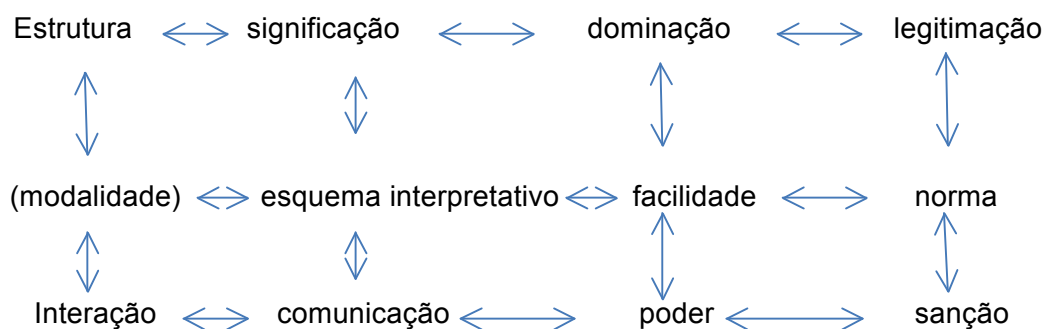 Estrutura significação dominação legitimação
(modalidade) esquema interpretativo facilidade norma
Interação comunicação poder sanção